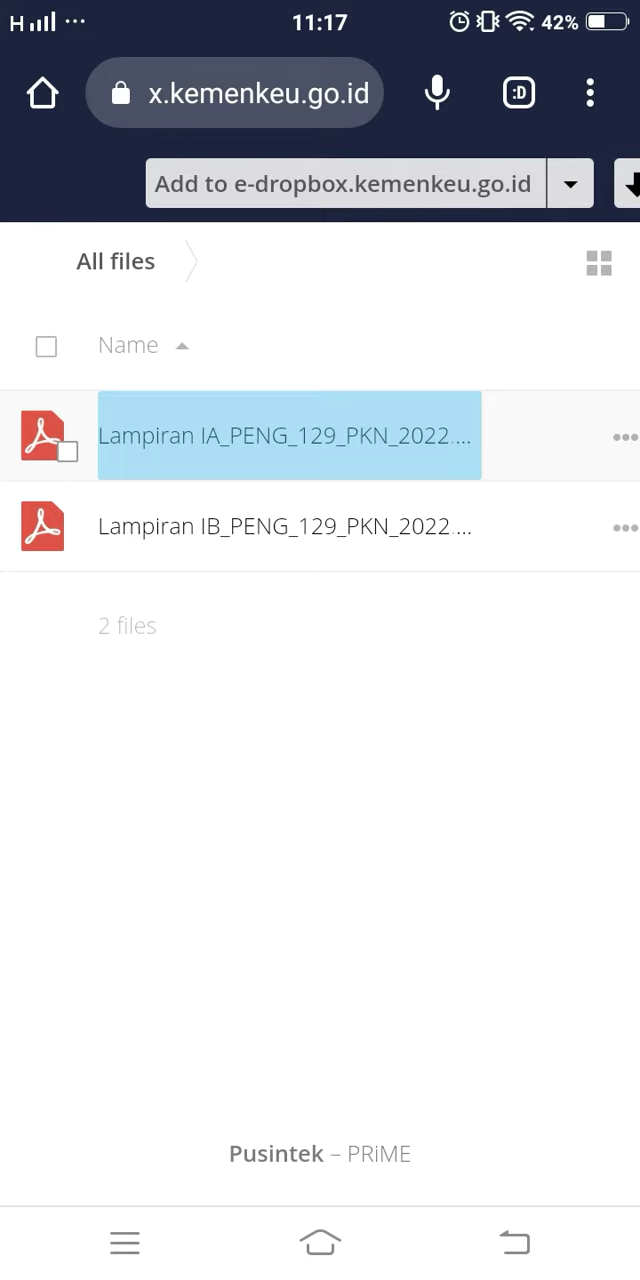 H ... 11:17 42%
x.kemenkeu.go.id :D
Add to e-dropbox.kemenkeu.go.id
All files
Name
Lampiran IA_PENG_129_PKN_2022....
Lampiran IB_PENG_129_PKN_2022....
2 files
Pusintek – PRiME